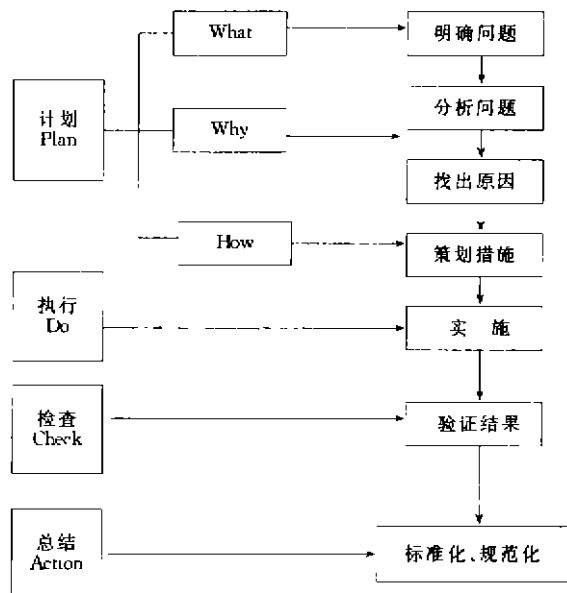 What
明确问题
计划
Plan
Why
分析问题
找出原因
How
策划措施
执行
Do
实 施
检查
Check
验证结果
总结
Action
标准化、规范化